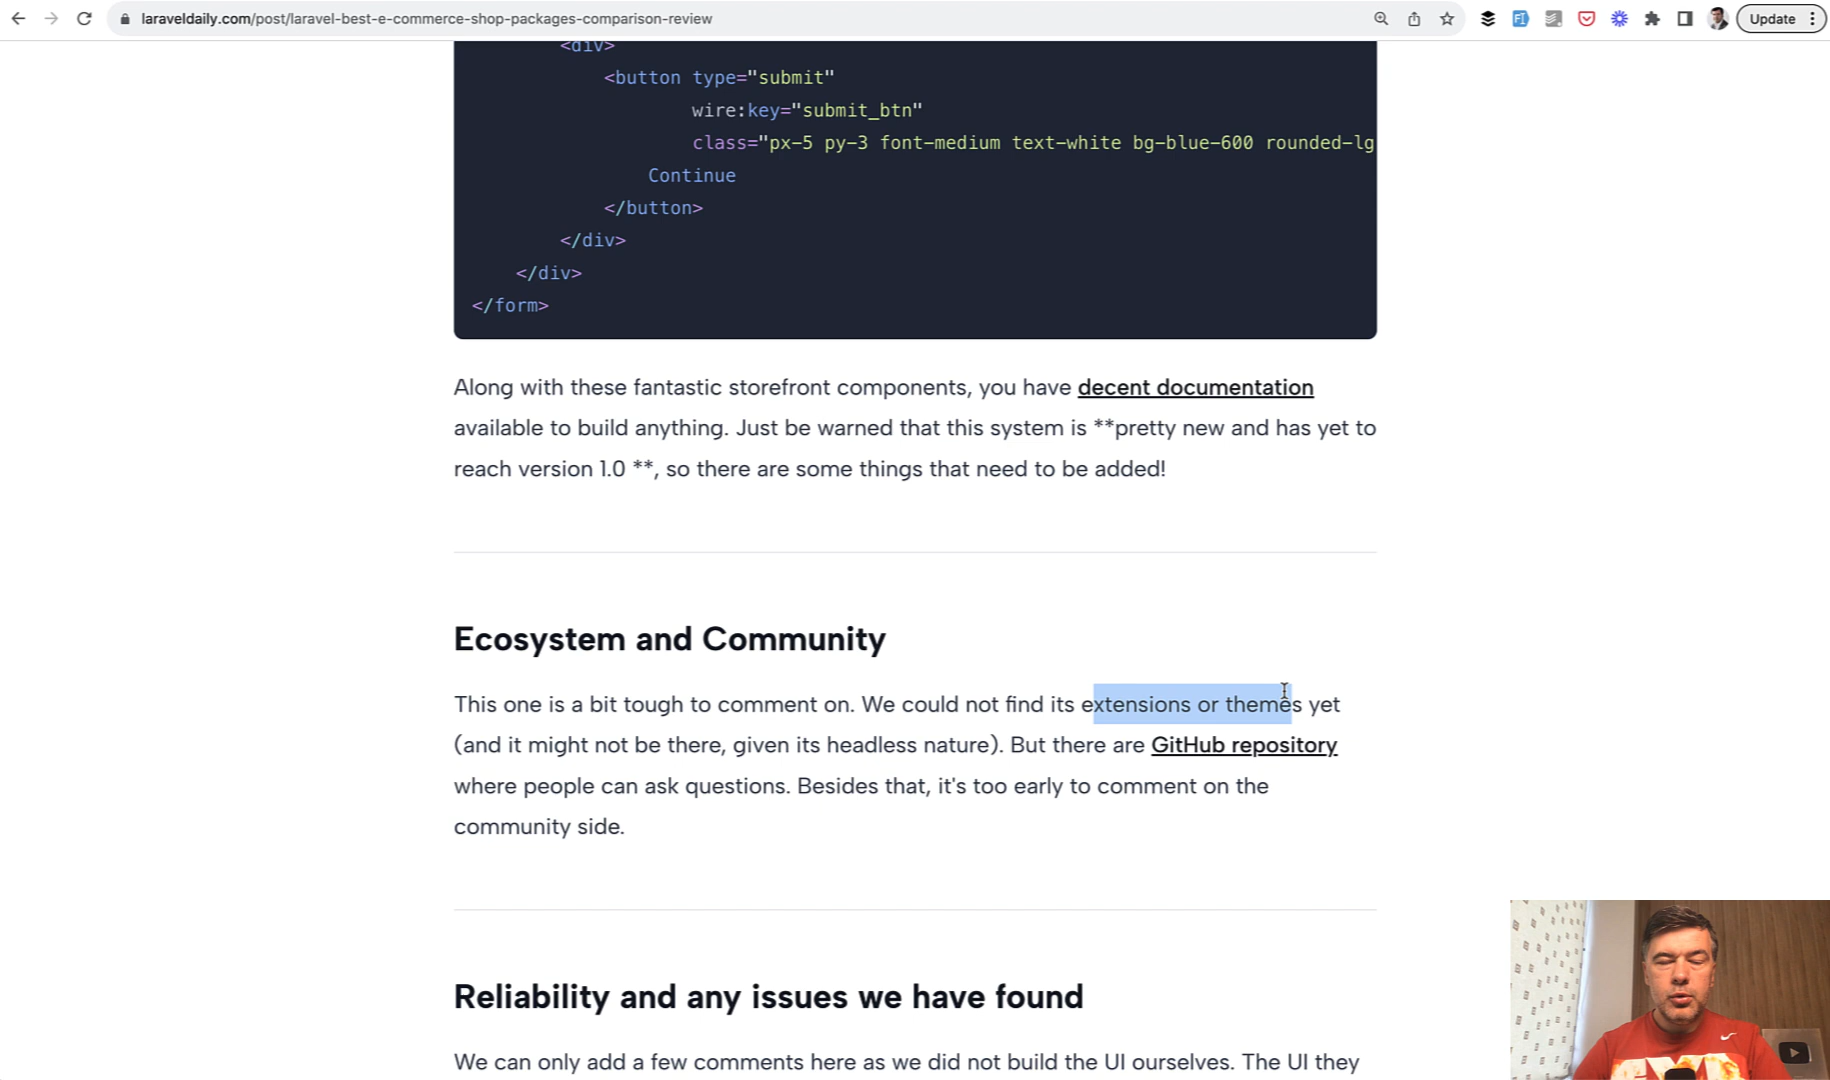 laraveldaily.com/post/laravel-best-e-commerce-shop-packages-comparison-review
Update
<div>
<button type="submit"
wire:key="submit_btn"
class="px-5 py-3 font-medium text-white bg-blue-600 rounded-lg
Continue
</button>
</div>
</div>
</form>
Along with these fantastic storefront components, you have decent documentation
available to build anything. Just be warned that this system is **pretty new and has yet to
reach version 1.0 **, so there are some things that need to be added!
Ecosystem and Community
This one is a bit tough to comment on. We could not find its extensions or themes yet
(and it might not be there, given its headless nature). But there are GitHub repository
where people can ask questions. Besides that, it's too early to comment on the
community side.
Reliability and any issues we have found
We can only add a few comments here as we did not build the UI ourselves. The UI they